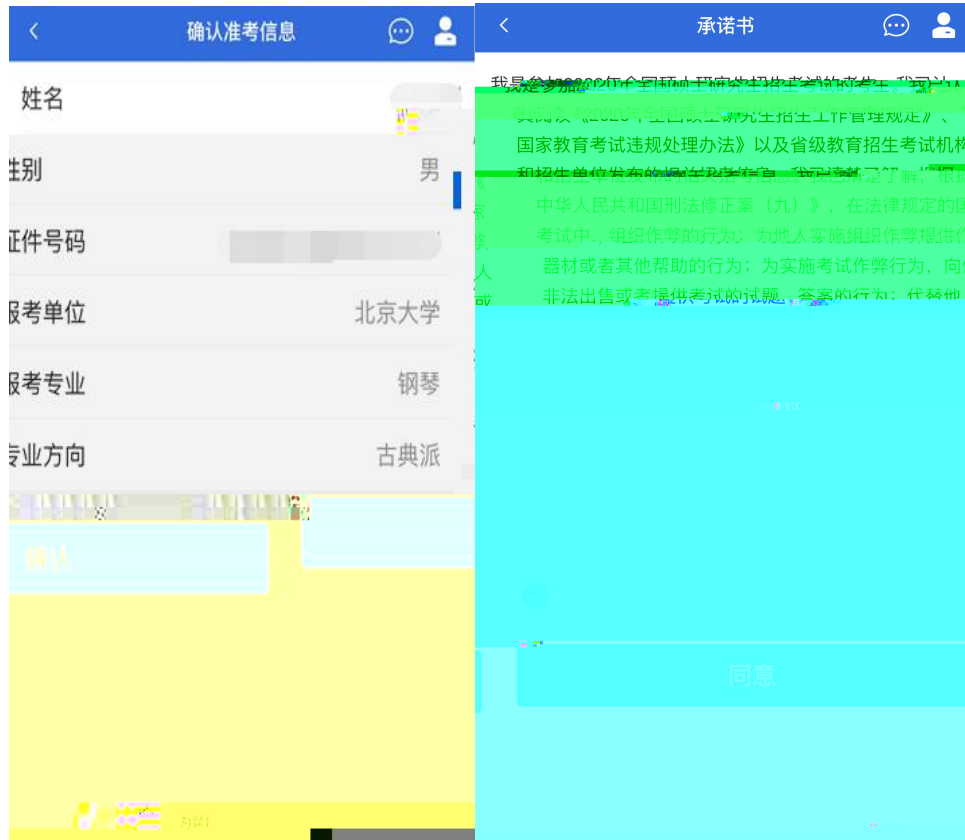 确认准考信息
姓名
性别
男
证件号码
报考单位
北京大学
报考专业
钢琴
专业方向
古典派
确认
承诺书
我是参加2020年全国硕士研究生招生考试的考生，我已认
真阅读《2020年全国硕士研究生招生工作管理规定》、
国家教育考试违规处理办法》以及省级教育招生考试机构
和招生单位发布的相关招考信息。我已清楚了解，根据
中华人民共和国刑法修正案（九）》，在法律规定的国
考试中，组织作弊的行为；为他人实施组织作弊提供作
器材或者其他帮助的行为；为实施考试作弊行为，向他
非法出售或者提供考试的试题、答案的行为；代替他
同意